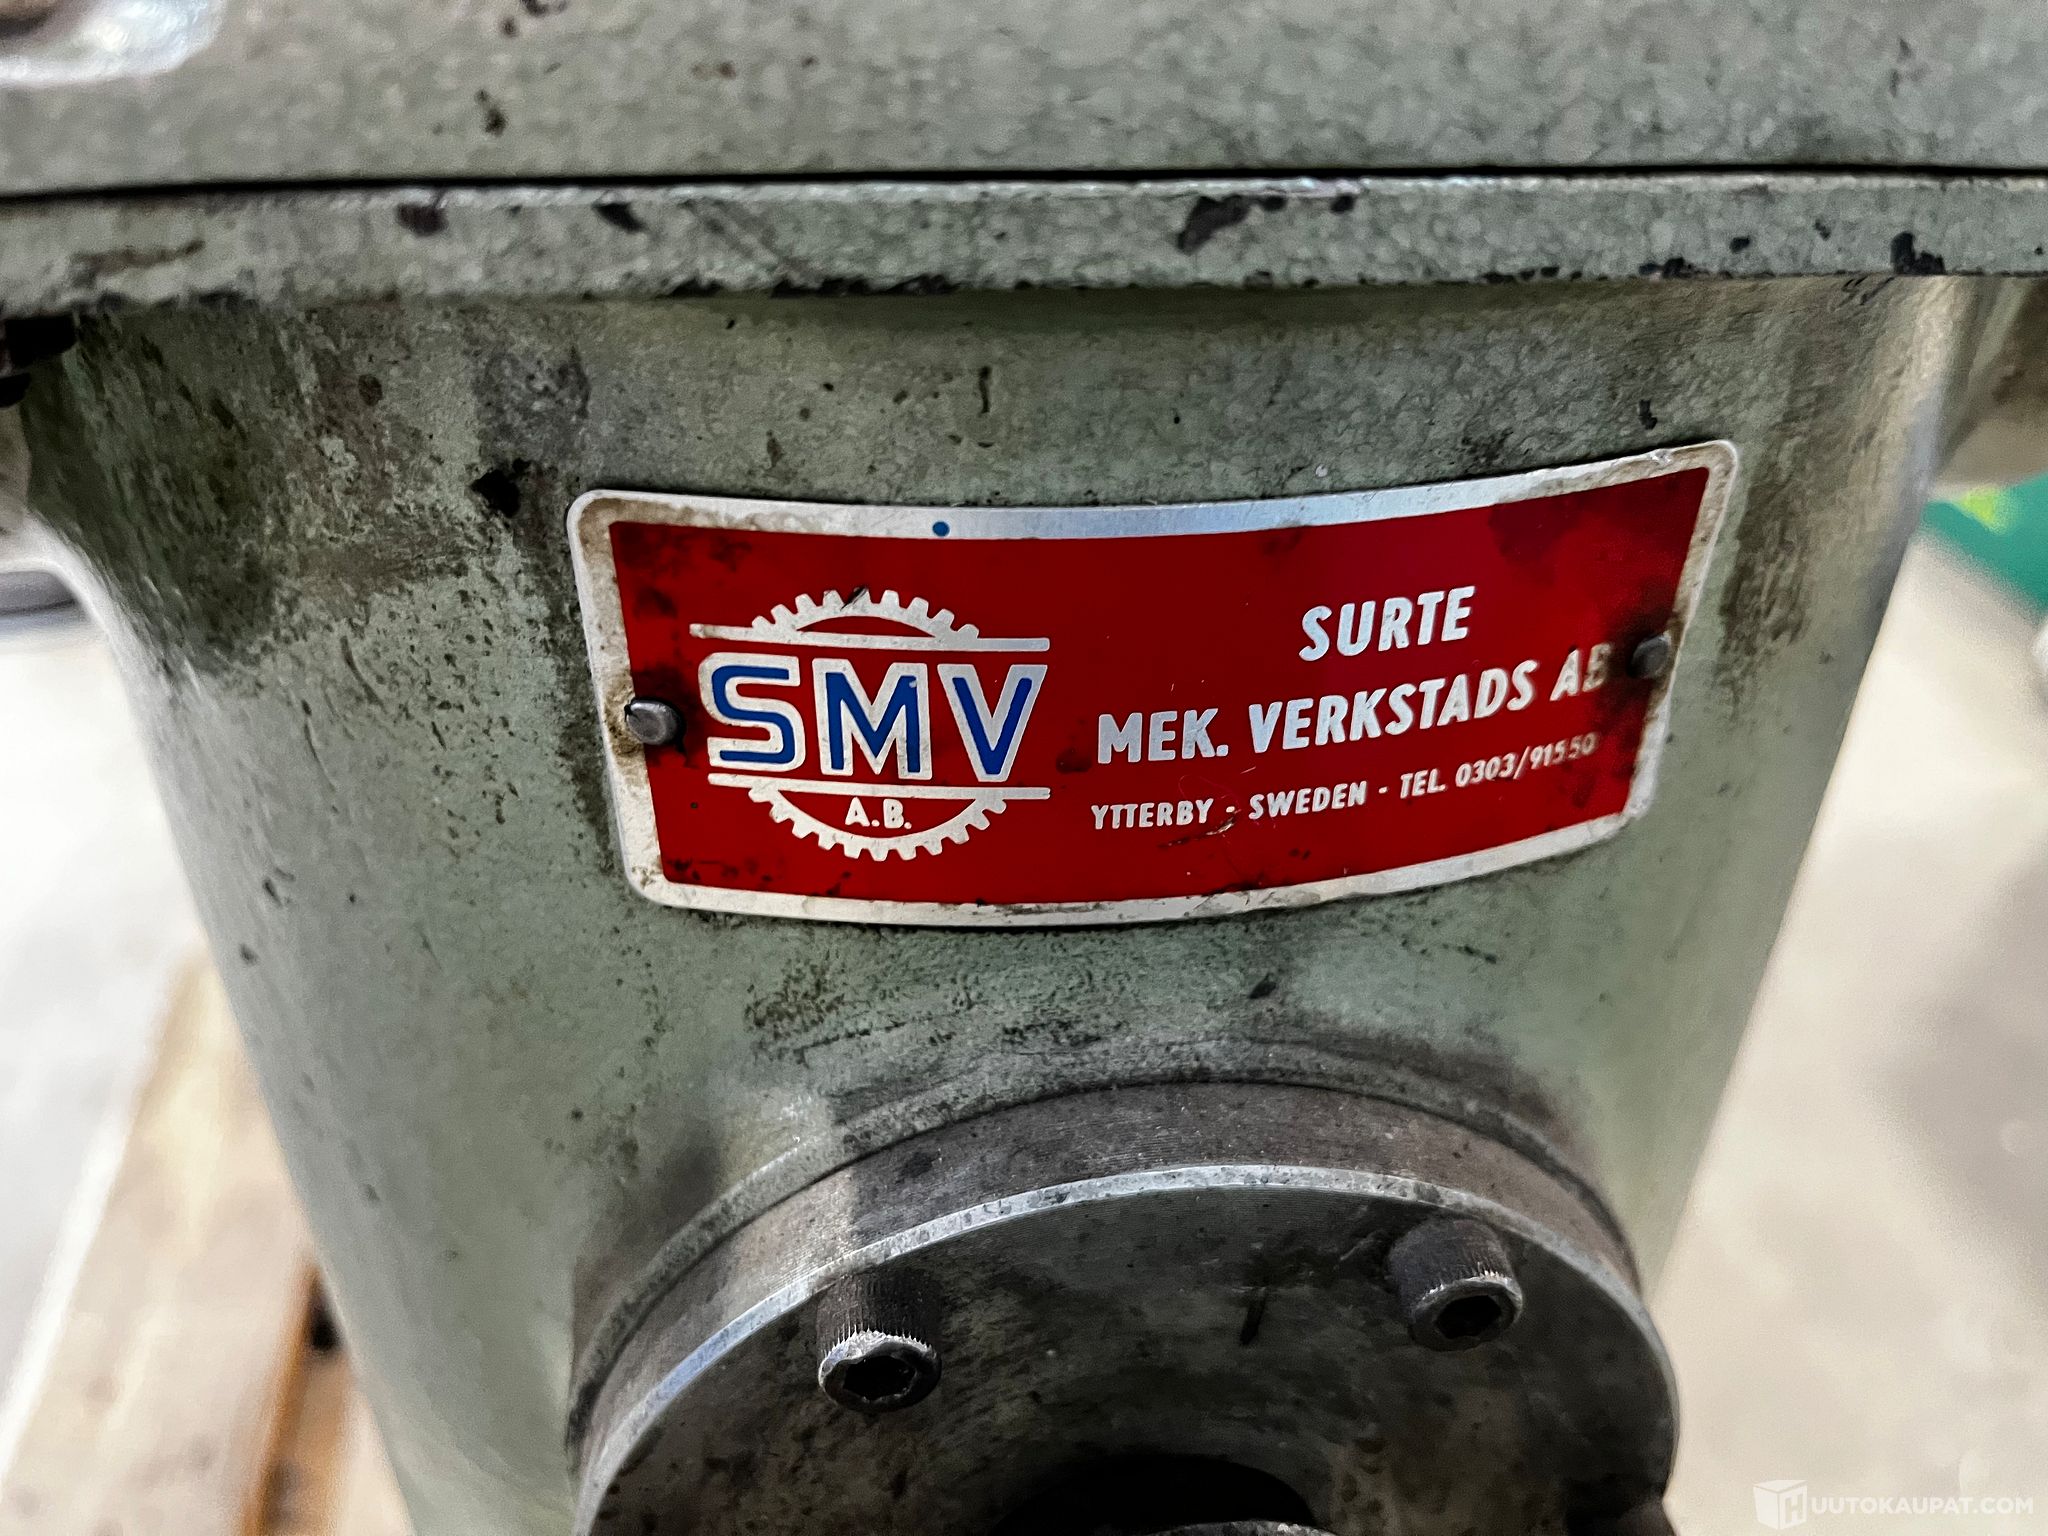 SMV
A.B.
SURTE
MEK. VERKSTADS AB
YTTERBY - SWEDEN - TEL. 0303/91550
HUUTOKAUPAT.COM